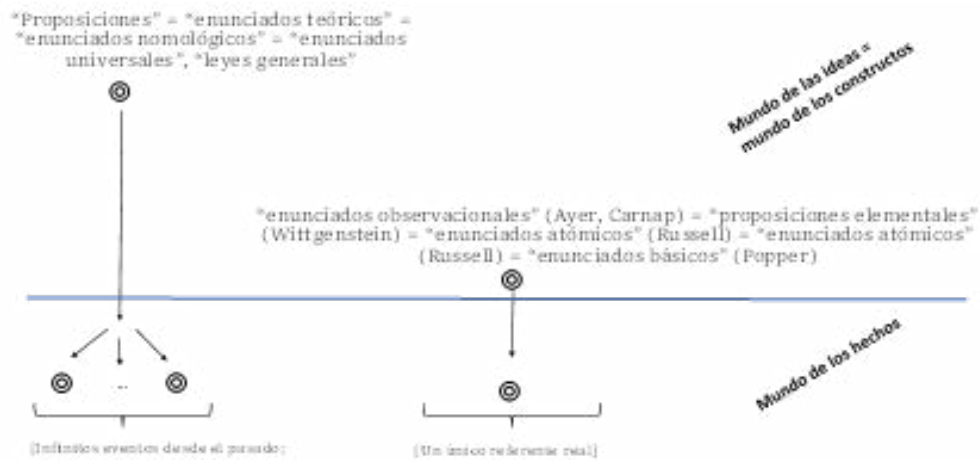 “Proposiciones” = “enunciados teóricos” =
“enunciados nomológicos” = “enunciados
universales”, “leyes generales”
Mundo de las ideas =
mundo de los constructos
“enunciados observacionales” (Ayer, Carnap) = “proposiciones elementales”
(Wittgenstein) = “enunciados atómicos” (Russell) = “enunciados atómicos”
(Russell) = “enunciados básicos” (Popper)
Mundo de los hechos
...
[Infinitos eventos desde el pasado;
[Un único referente real]